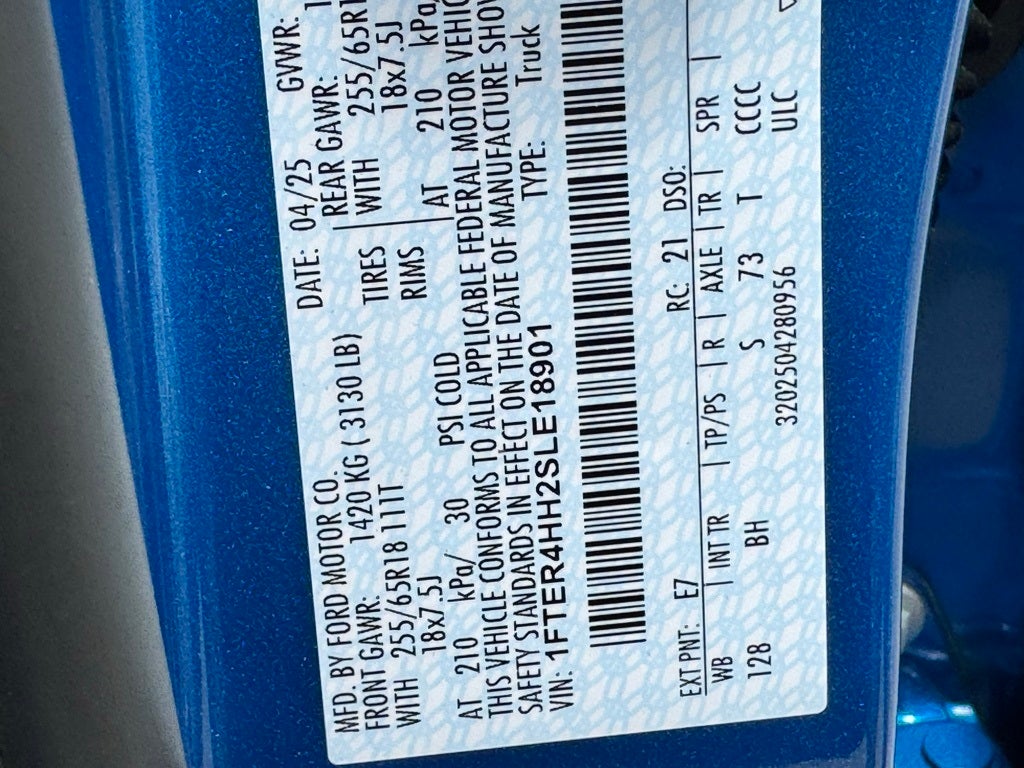 MFD. BY FORD MOTOR CO.
DATE: 04/25
GVWR:
FRONT GAWR: 1420 KG ( 3130 LB)
REAR GAWR:
WITH 255/65R18 111T
TIRES
WITH 255/65R1
18x7.5J
RIMS
18x7.5J
AT 210 kPa/ 30 PSI COLD
AT 210 kPa/
THIS VEHICLE CONFORMS TO ALL APPLICABLE FEDERAL MOTOR VEHIC
SAFETY STANDARDS IN EFFECT ON THE DATE OF MANUFACTURE SHOW
VIN: 1FTER4HH2SLE18901
TYPE: Truck
EXT PNT: E7
RC: 21 DSO:
WB | INT TR | TP/PS | R | AXLE | TR | SPR |
128 BH S 73 T CCCC
320250428095​6 ULC